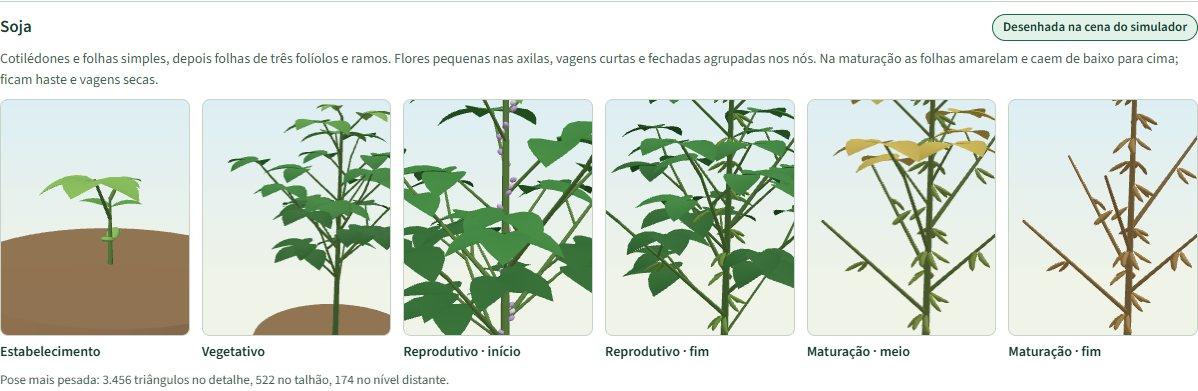 Soja
Desenhada na cena do simulador
Cotilédones e folhas simples, depois folhas de três folíolos e ramos. Flores pequenas nas axilas, vagens curtas e fechadas agrupadas nos nós. Na maturação as folhas amarelam e caem de baixo para cima;
ficam haste e vagens secas.
Estabelecimento
Vegetativo
Reprodutivo · início
Reprodutivo · fim
Maturação · meio
Maturação · fim
Pose mais pesada: 3.456 triângulos no detalhe, 522 no talhão, 174 no nível distante.